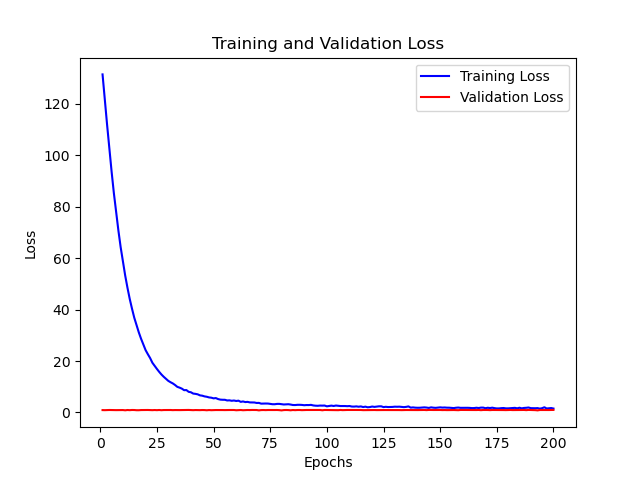 Training and Validation Loss
Training Loss
Validation Loss
120
100
80
60
40
20
0
Loss
0 25 50 75 100 125 150 175 200
Epochs